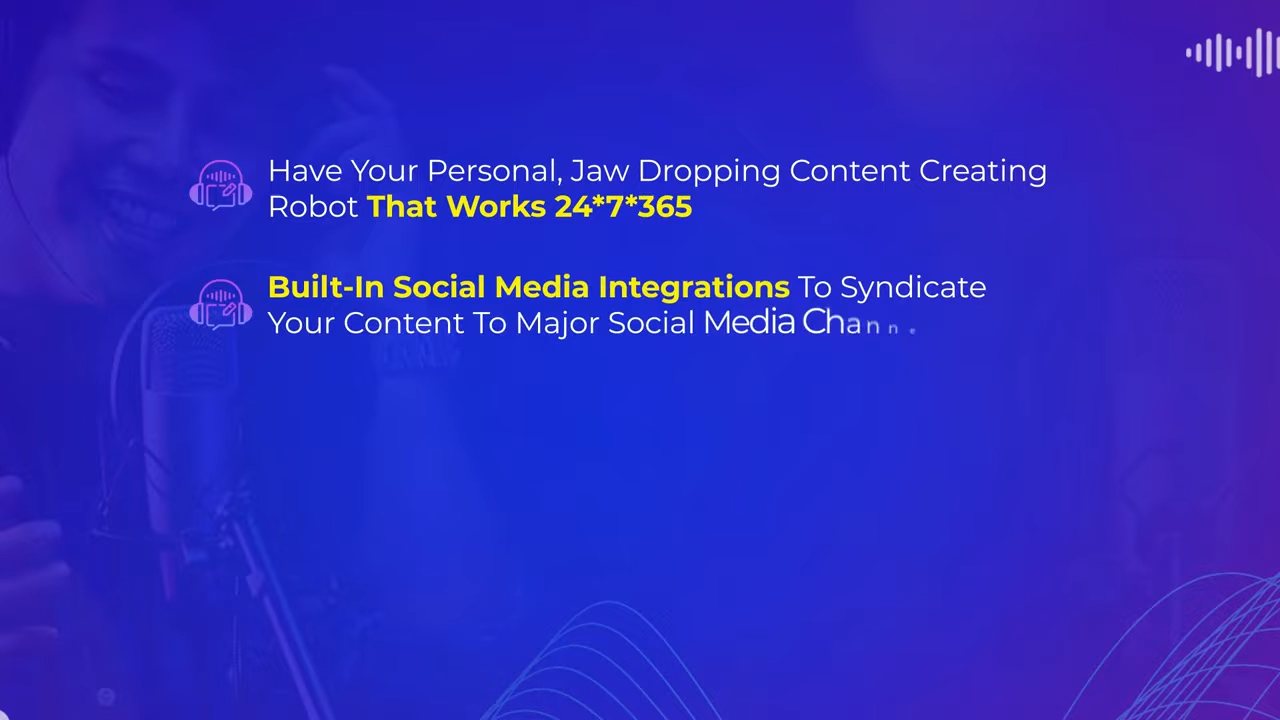 Have Your Personal, Jaw Dropping Content Creating
Robot That Works 24*7*365
Built-In Social Media Integrations To Syndicate
Your Content To Major Social Media Chann